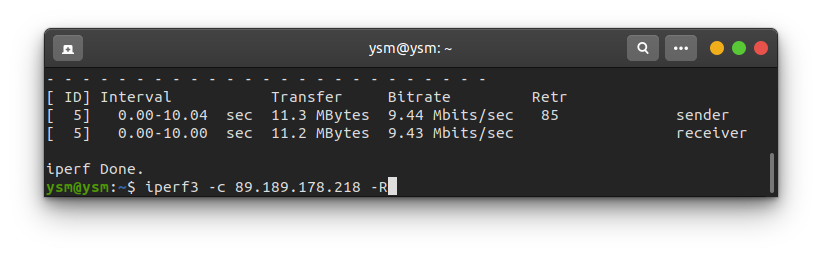 ysm@ysm: ~
- - - - - - - - - - - - - - - - - - - - - - - - -
[ ID] Interval           Transfer     Bitrate         Retr
[  5]   0.00-10.04  sec  11.3 MBytes  9.44 Mbits/sec   85             sender
[  5]   0.00-10.00  sec  11.2 MBytes  9.43 Mbits/sec                  receiver
iperf Done.
ysm@ysm:~$ iperf3 -c 89.189.178.218 -R